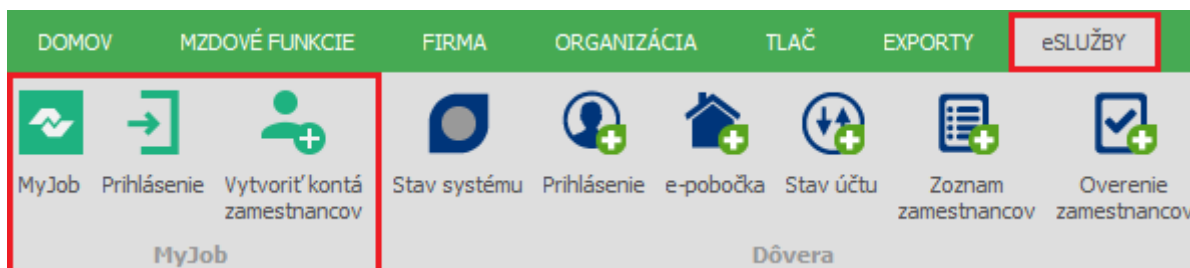 DOMOV MZDOVÉ FUNKCIE FIRMA ORGANIZÁCIA TLAČ EXPORTY eSLUŽBY
MyJob Prihlásenie Vytvoriť kontá Stav systému Prihlásenie e-pobočka Stav účtu Zoznam Overenie
zamestnancov zamestnancov zamestnancov
MyJob Dôvera